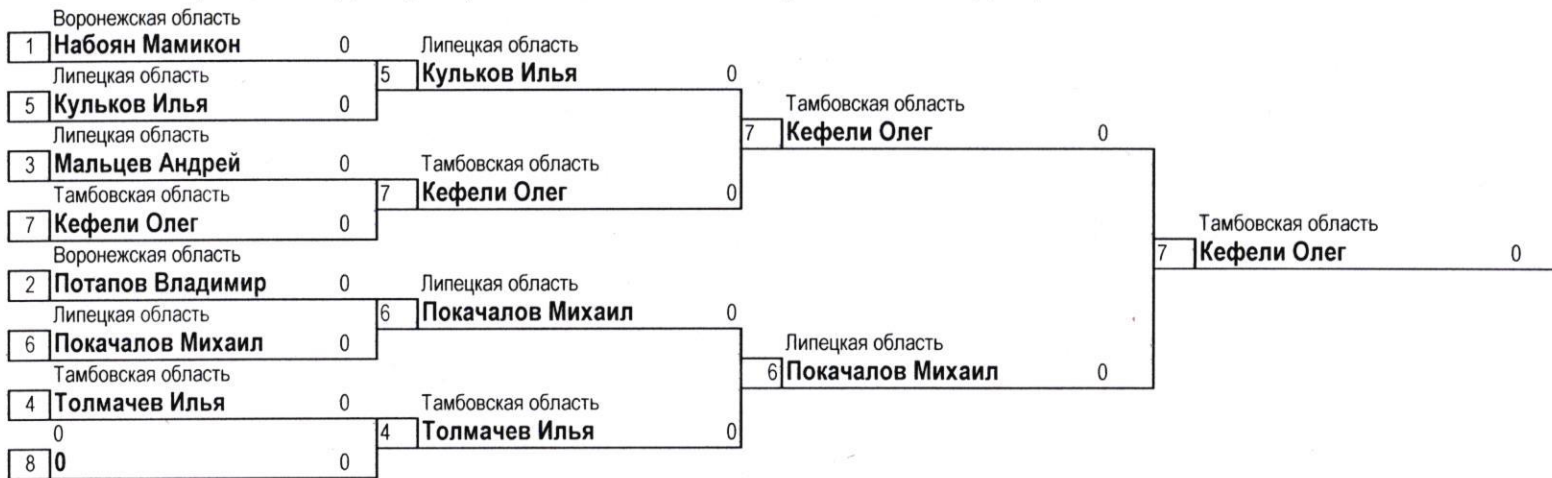 Воронежская область
1 Набоян Мамикон 0
Липецкая область
5 Кульков Илья 0
Липецкая область
3 Мальцев Андрей 0
Тамбовская область
7 Кефели Олег 0
Воронежская область
2 Потапов Владимир 0
Липецкая область
6 Покачалов Михаил 0
Тамбовская область
4 Толмачев Илья 0
0
8 0 0
Липецкая область
5 Кульков Илья 0
Тамбовская область
7 Кефели Олег 0
Липецкая область
6 Покачалов Михаил 0
Тамбовская область
4 Толмачев Илья 0
Тамбовская область
7 Кефели Олег 0
Липецкая область
6 Покачалов Михаил 0
Тамбовская область
7 Кефели Олег 0